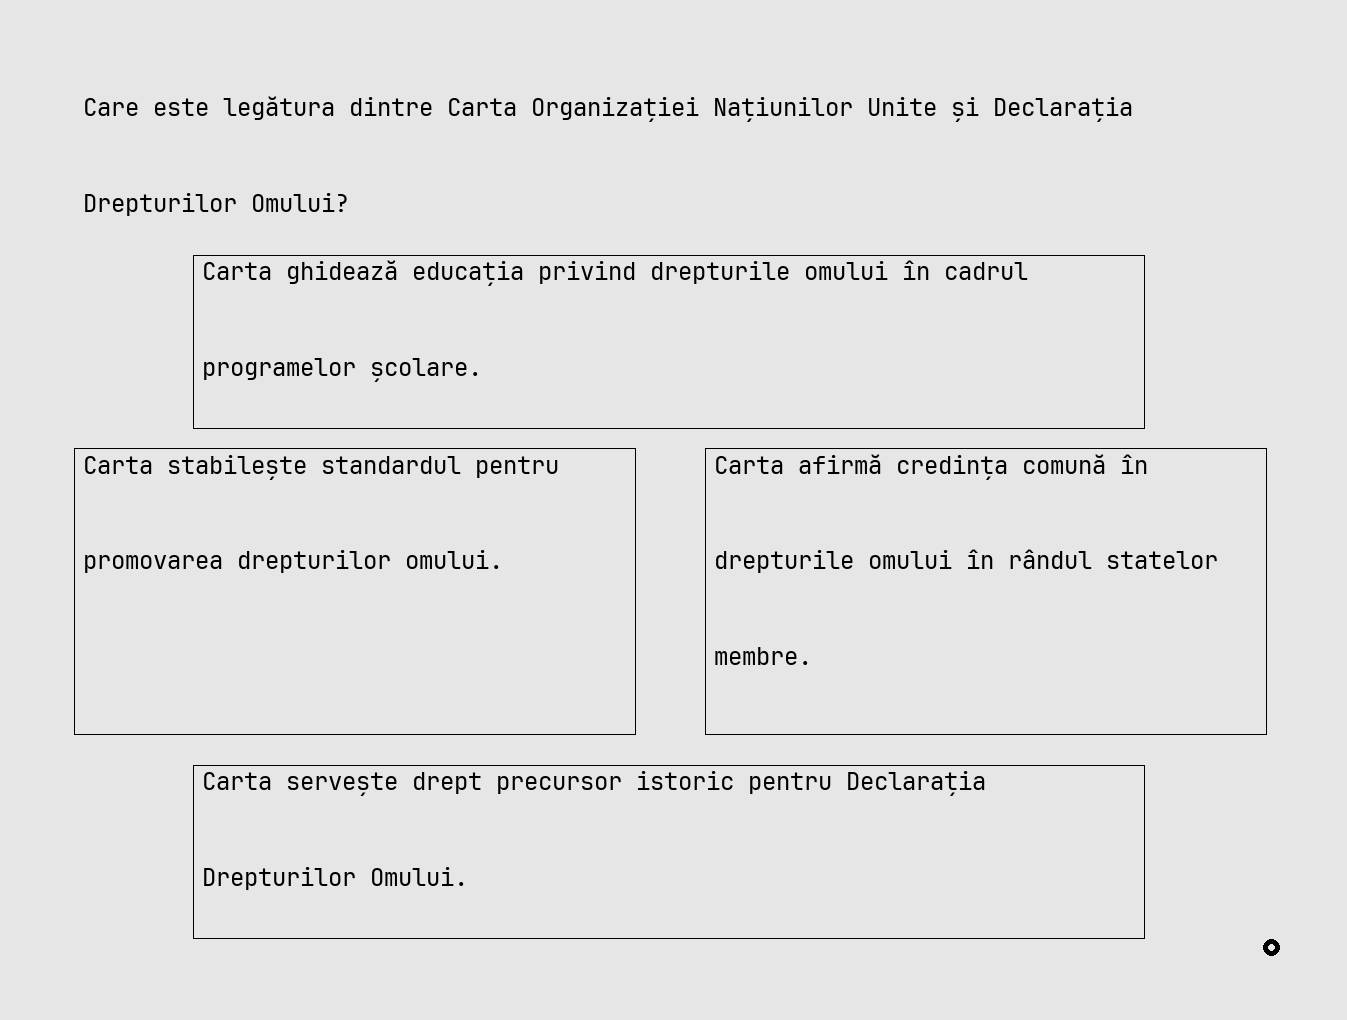 Care este legătura dintre Carta Organizației Națiunilor Unite și Declarația
Drepturilor Omului?
Carta ghidează educația privind drepturile omului în cadrul
programelor școlare.
Carta stabilește standardul pentru
promovarea drepturilor omului.
Carta afirmă credința comună în
drepturile omului în rândul statelor
membre.
Carta servește drept precursor istoric pentru Declarația
Drepturilor Omului.